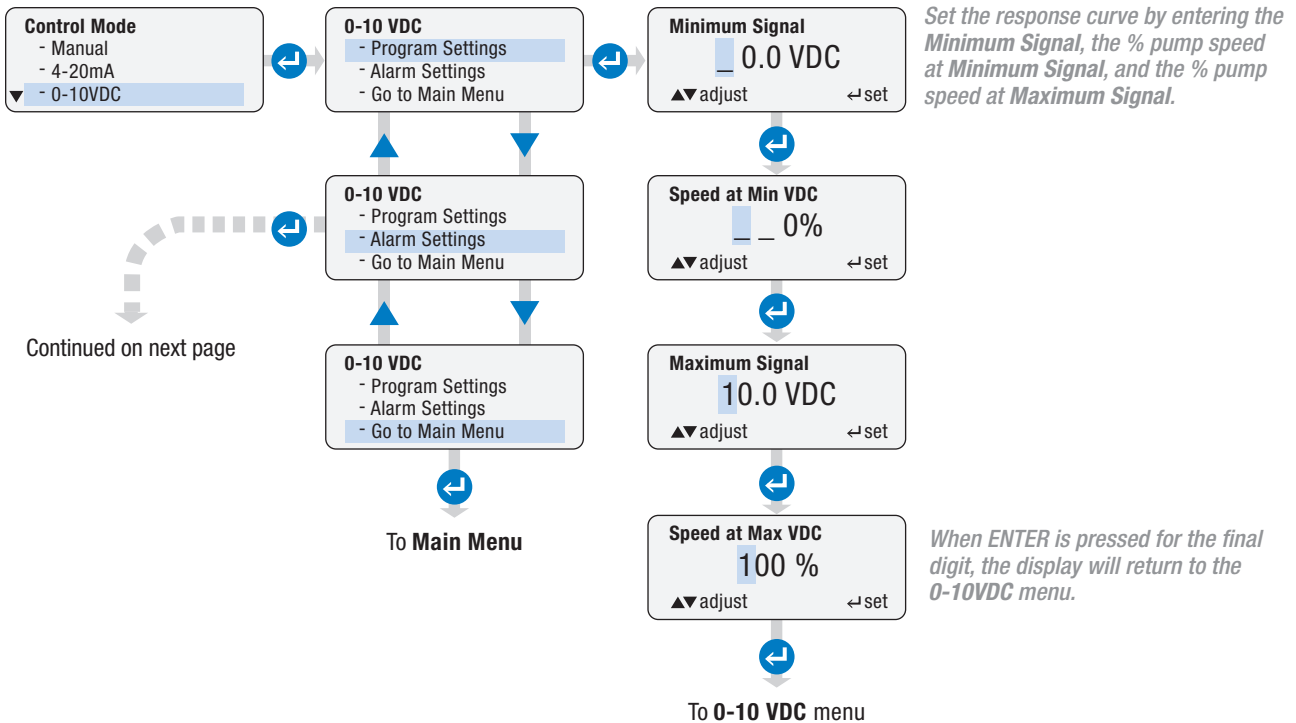 Control Mode
- Manual
- 4-20mA
- 0-10VDC
0-10 VDC
- Program Settings
- Alarm Settings
- Go to Main Menu
Minimum Signal
_ 0.0 VDC
▲▼ adjust ↵ set
Set the response curve by entering the
Minimum Signal, the % pump speed
at Minimum Signal, and the % pump
speed at Maximum Signal.
0-10 VDC
- Program Settings
- Alarm Settings
- Go to Main Menu
Speed at Min VDC
_ _ 0%
▲▼ adjust ↵ set
Continued on next page
0-10 VDC
- Program Settings
- Alarm Settings
- Go to Main Menu
Maximum Signal
10.0 VDC
▲▼ adjust ↵ set
To Main Menu
Speed at Max VDC
100 %
▲▼ adjust ↵ set
When ENTER is pressed for the final
digit, the display will return to the
0-10VDC menu.
To 0-10 VDC menu